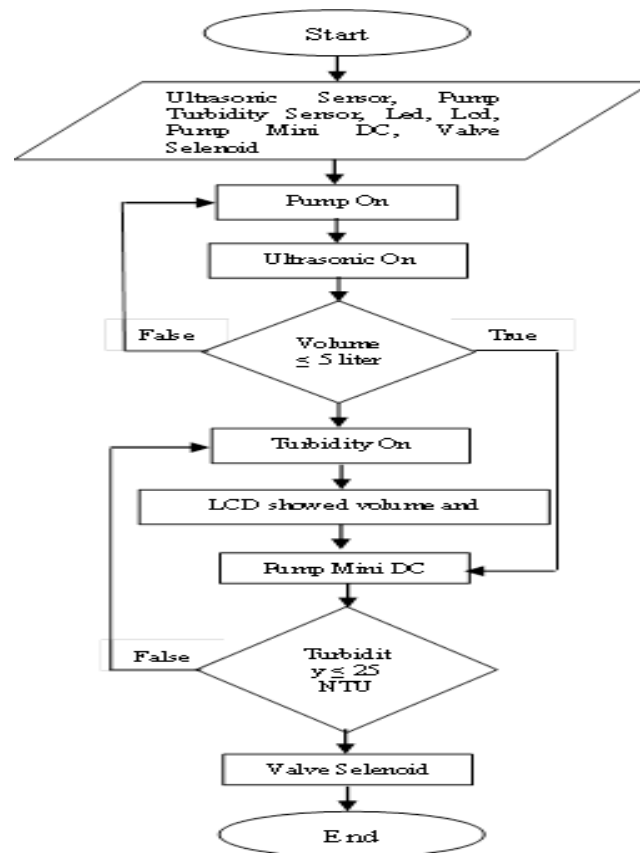 Start
Ultrasonic Sensor, Pump
Turbidity Sensor, Led, Lcd,
Pump Mini DC, Valve
Selenoid
Pump On
Ultrasonic On
False
True
Volume
≤ 5 liter
Turbidity On
LCD showed volume and
Pump Mini DC
False
Turbidit
y ≤ 25
NTU
Valve Selenoid
End